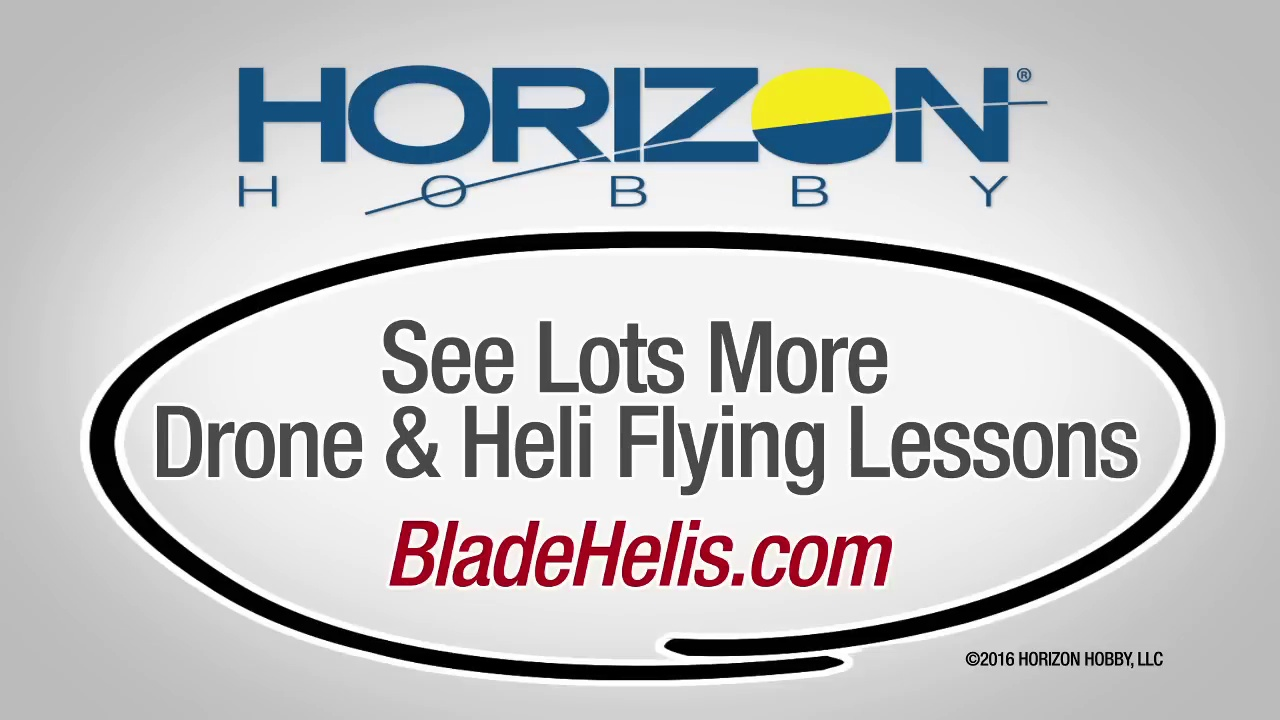 HORIZON®
HOBBY
See Lots More
Drone & Heli Flying Lessons
BladeHelis.com
©2016 HORIZON HOBBY, LLC